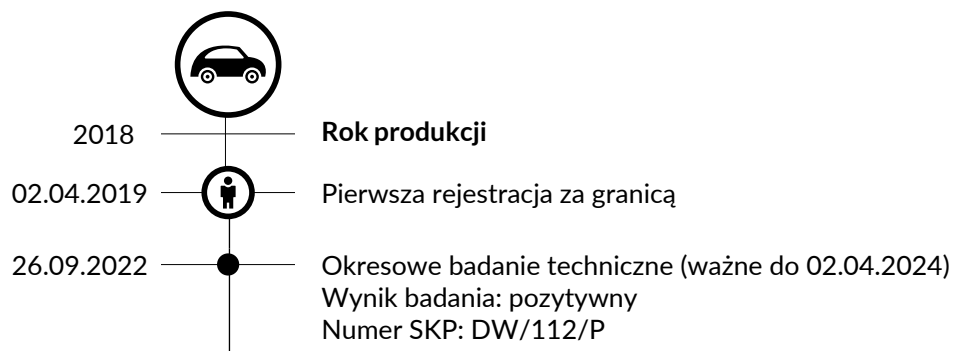 2018 Rok produkcji
02.04.2019 Pierwsza rejestracja za granicą
26.09.2022 Okresowe badanie techniczne (ważne do 02.04.2024)
Wynik badania: pozytywny
Numer SKP: DW/112/P